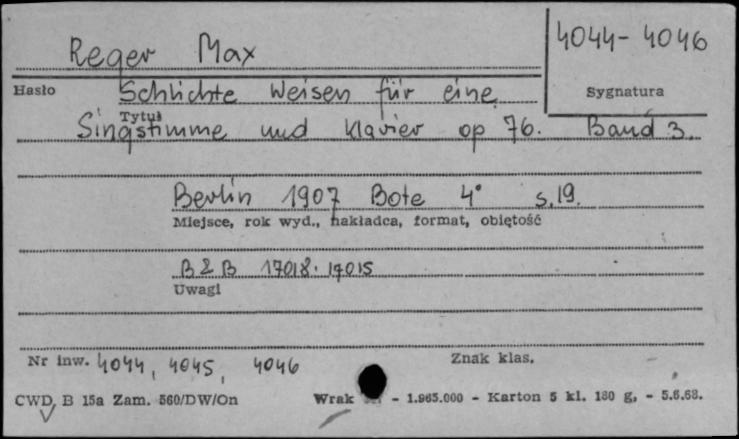 Reger Max
4044-4046
Hasło
Schlichte Weisen für eine
Sygnatura
Tytuł
Singstimme und Klavier op 76. Band 3.
Berlin 1907 Bote 4° s. 19.
Miejsce, rok wyd., nakładca, format, objętość
B & B 17018. 17015
Uwagi
Nr inw. 4044, 4045, 4046
Znak klas.
CWD, B 15a Zam. 560/DW/On
Wrak - 1.965.000 - Karton 5 kl. 180 g, - 5.6.68.